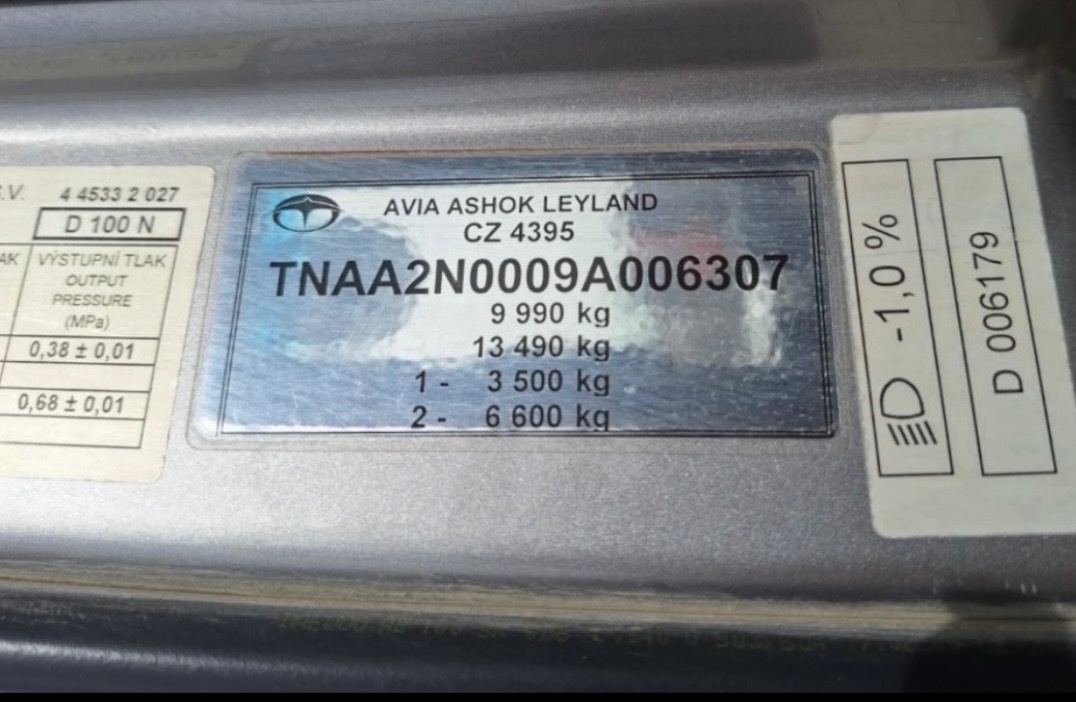 S.V. 4 4533 2 027
D 100 N
VÝSTUPNÍ TLAK
OUTPUT
PRESSURE
(MPa)
0,38 ± 0,01
0,68 ± 0,01
AVIA ASHOK LEYLAND
CZ 4395
TNAA2N0009A006307
9 990 kg
13 490 kg
1 - 3 500 kg
2 - 6 600 kg
-1,0 %
D 006179